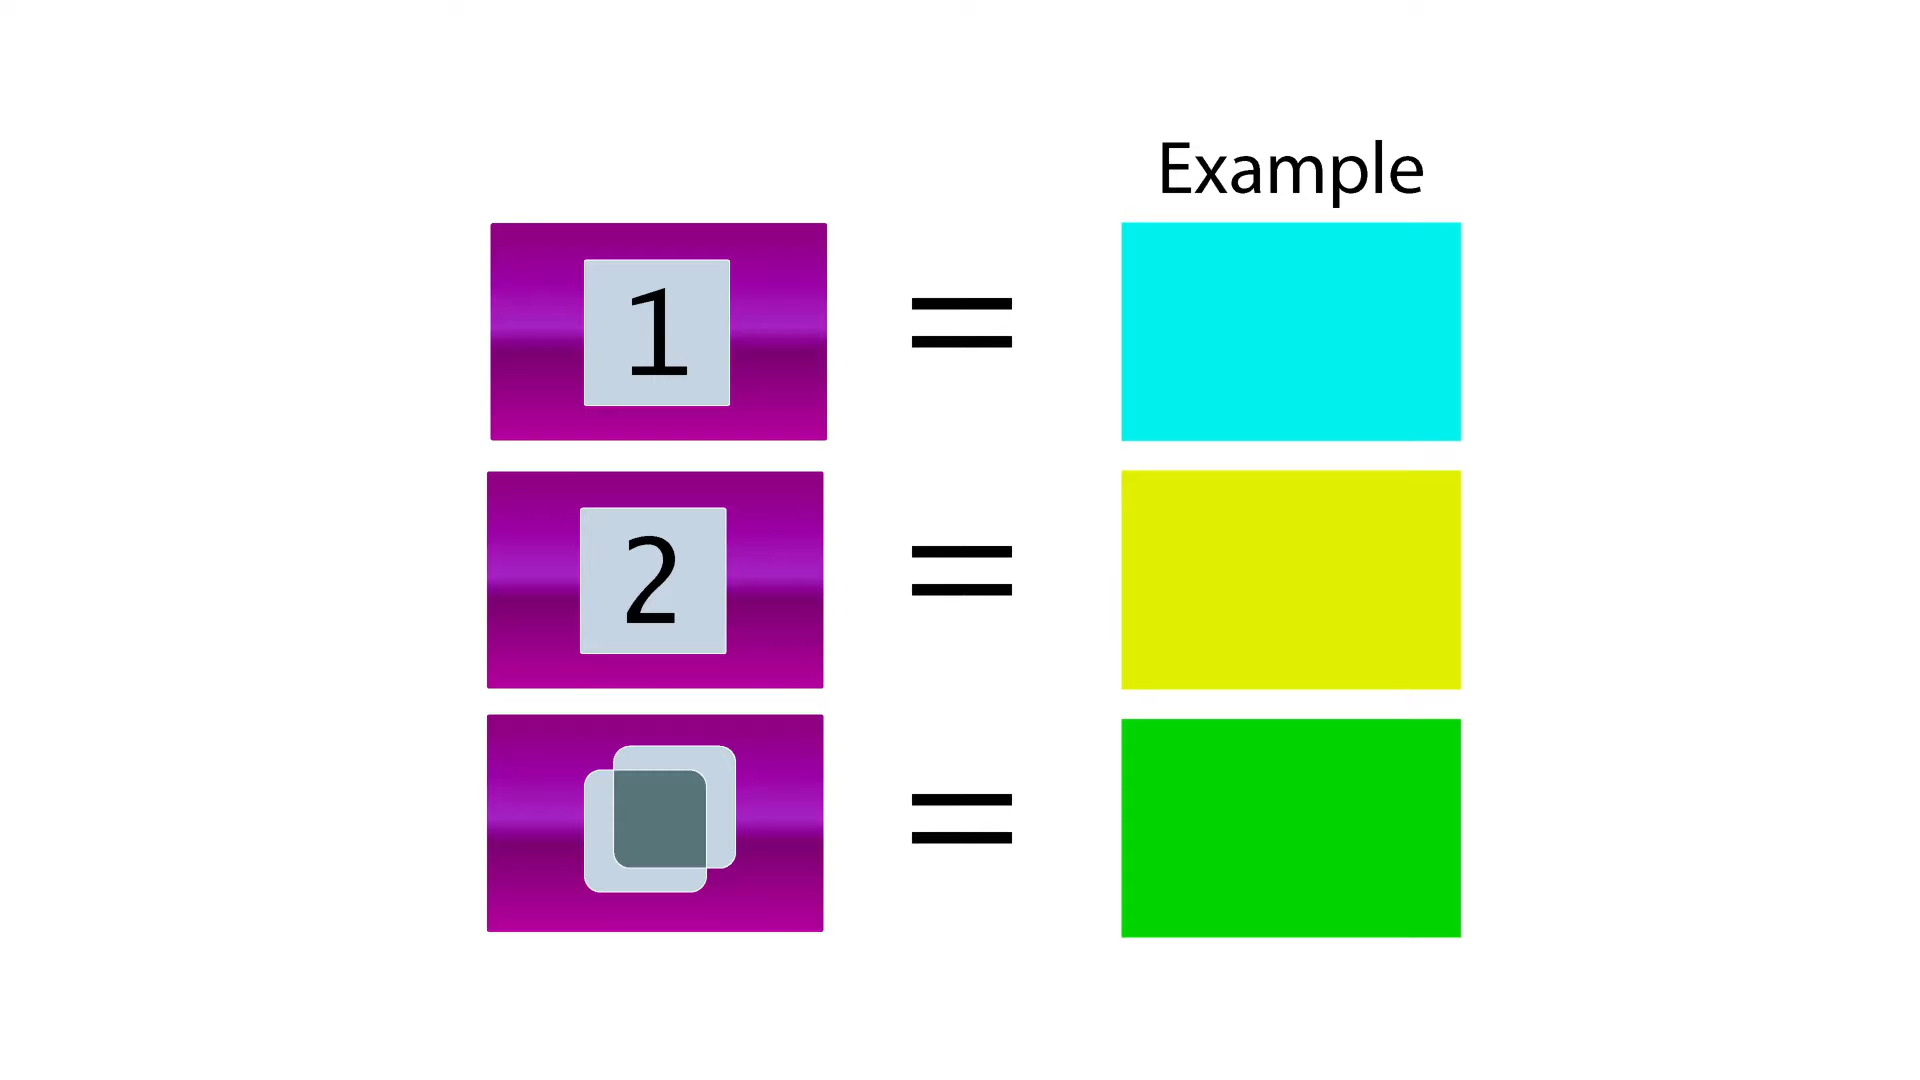 Example
1 =
2 =
=